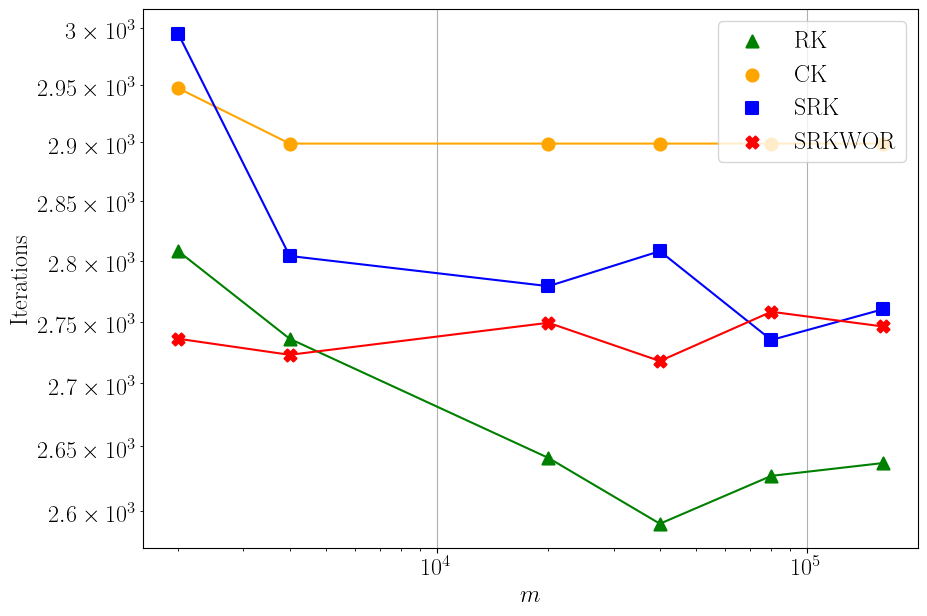 3 × 10³
2.95 × 10³
2.9 × 10³
2.85 × 10³
2.8 × 10³
2.75 × 10³
2.7 × 10³
2.65 × 10³
2.6 × 10³
Iterations
RK
CK
SRK
SRKWOR
10⁴
10⁵
m